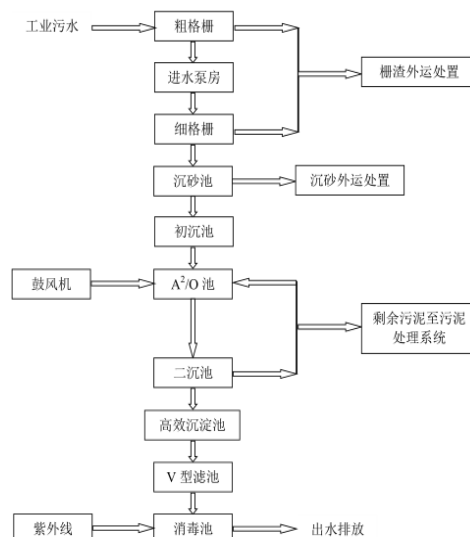 工业污水
粗格栅
进水泵房
栅渣外运处置
细格栅
沉砂池
沉砂外运处置
初沉池
鼓风机
A²/O 池
剩余污泥至污泥
处理系统
二沉池
高效沉淀池
V 型滤池
紫外线
消毒池
出水排放